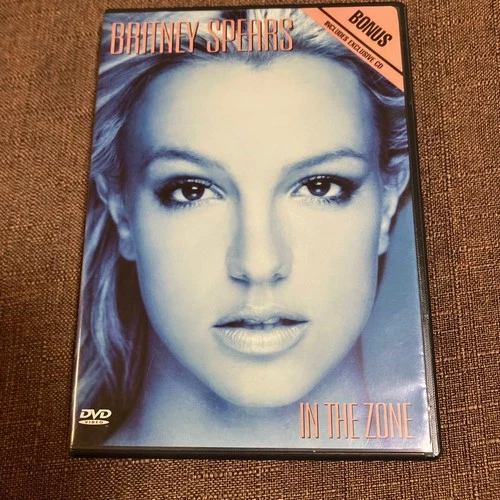 BRITNEY SPEARS
BONUS
INCLUDES EXCLUSIVE CD
IN THE ZONE
DVD
VIDEO